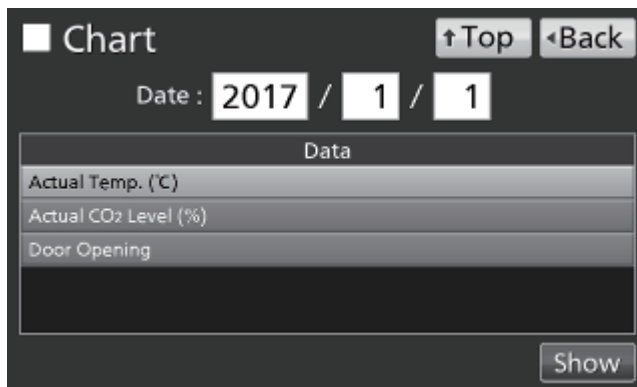 Chart ↑Top ◂Back
Date : 2017 / 1 / 1
Data
Actual Temp. (℃)
Actual CO₂ Level (%)
Door Opening
Show